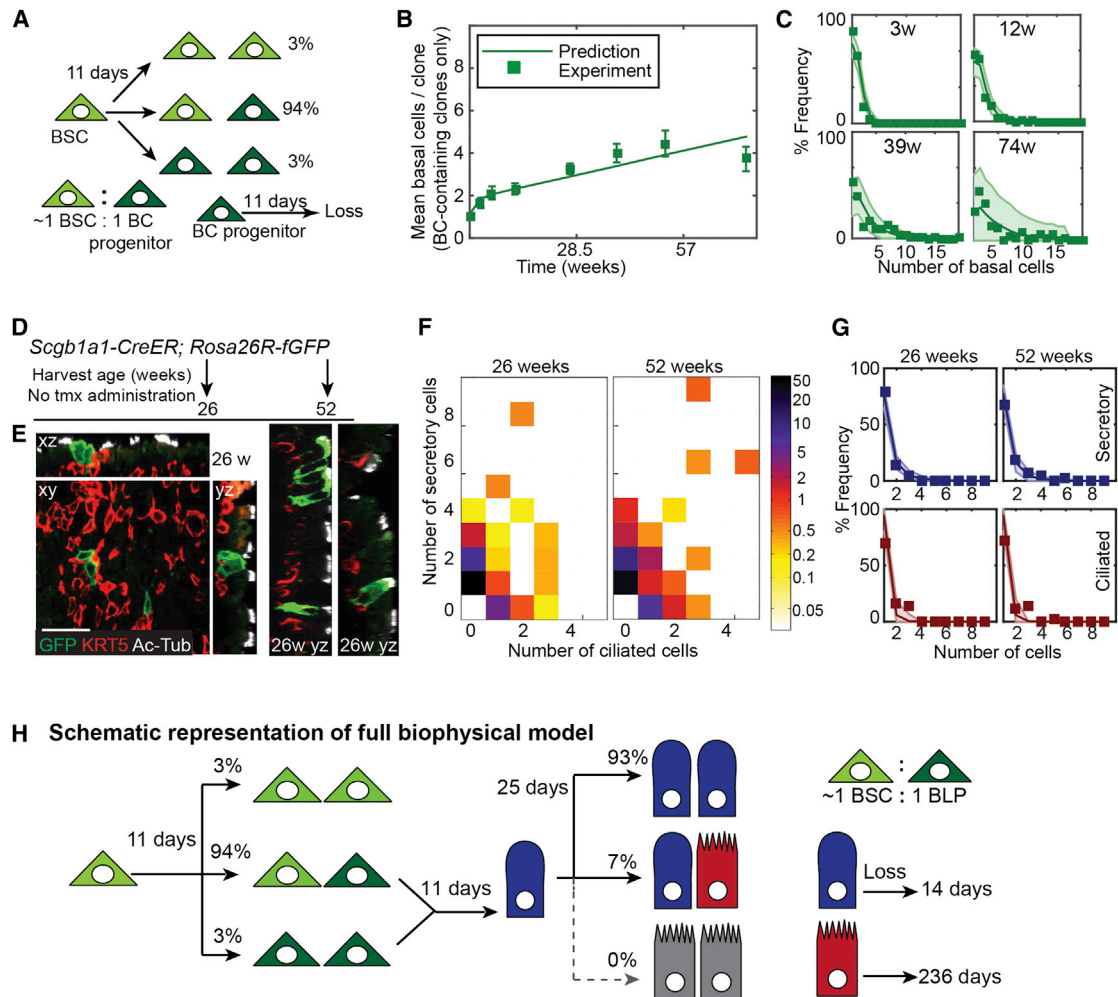 A
11 days
3%
BSC
94%
3%
~1 BSC : 1 BC
progenitor
11 days
Loss
BC progenitor
B
Mean basal cells / clone
(BC-containing clones only)
8
6
4
2
0
Prediction
Experiment
28.5
57
Time (weeks)
C
% Frequency
100
3w
12w
100
39w
74w
5
10
15
5
10
15
Number of basal cells
D
Scgb1a1-CreER; Rosa26R-fGFP
Harvest age (weeks)
No tmx administration
26
52
E
xz
26 w
xy
yz
GFP KRT5 Ac-Tub
26w yz
26w yz
F
26 weeks
52 weeks
Number of secretory cells
8
6
4
2
0
0
2
4
0
2
4
Number of ciliated cells
50
20
10
5
2
1
0.5
0.2
0.1
0.05
G
26 weeks
52 weeks
% Frequency
100
50
0
Secretory
2
4
6
8
2
4
6
8
100
50
0
Ciliated
2
4
6
8
2
4
6
8
Number of cells
H Schematic representation of full biophysical model
3%
11 days
94%
3%
11 days
25 days
93%
7%
0%
:
~1 BSC : 1 BLP
Loss
14 days
236 days